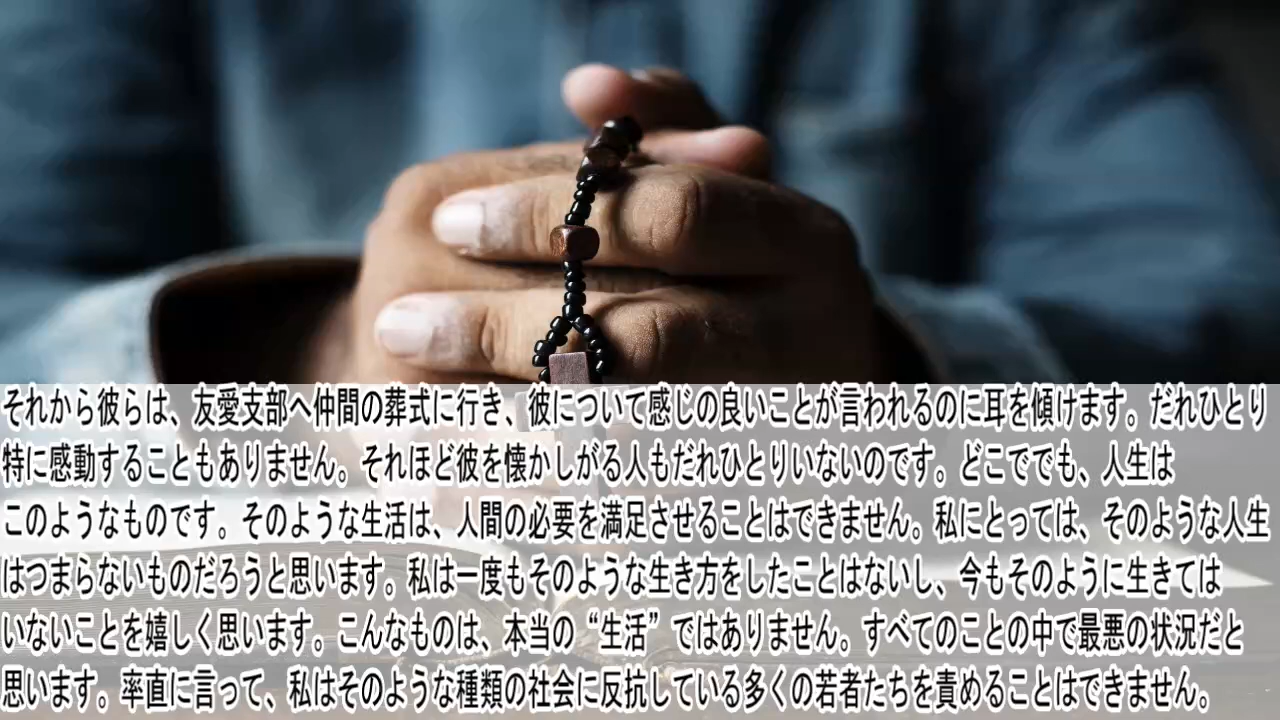 それから彼らは、友愛支部へ仲間の葬式に行き、彼について感じの良いことが言われるのに耳を傾けます。だれひとり
特に感動することもありません。それほど彼を懐かしがる人もだれひとりいないのです。どこででも、人生は
このようなものです。そのような生活は、人間の必要を満足させることはできません。私にとっては、そのような人生
はつまらないものだろうと思います。私は一度もそのような生き方をしたことはないし、今もそのように生きては
いないことを嬉しく思います。こんなものは、本当の“生活”ではありません。すべてのことの中で最悪の状況だと
思います。率直に言って、私はそのような種類の社会に反抗している多くの若者たちを責めることはできません。